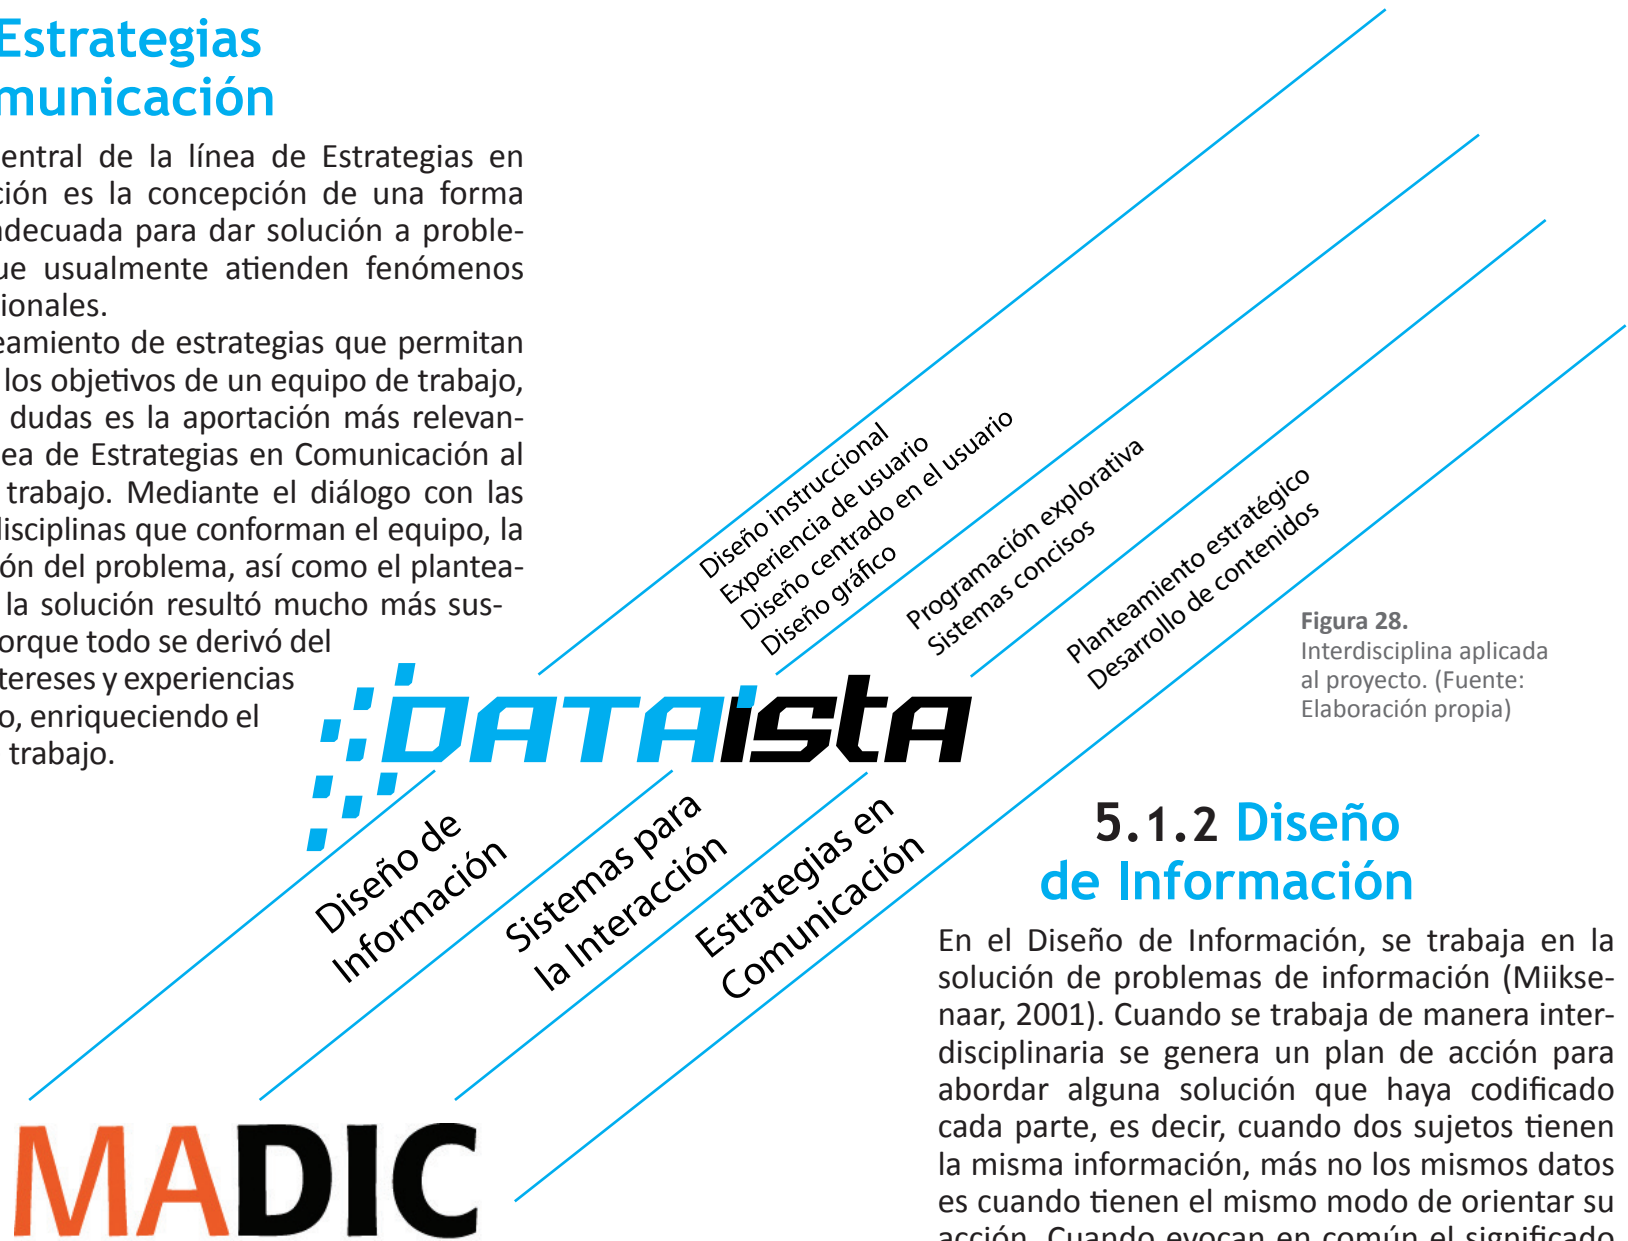 Estrategias
municación
entral de la línea de Estrategias en
ción es la concepción de una forma
adecuada para dar solución a proble-
ue usualmente atienden fenómenos
ionales.
eamiento de estrategias que permitan
los objetivos de un equipo de trabajo,
dudas es la aportación más relevan-
ea de Estrategias en Comunicación al
trabajo. Mediante el diálogo con las
disciplinas que conforman el equipo, la
ón del problema, así como el plantea-
la solución resultó mucho más sus-
orque todo se derivó del
tereses y experiencias
o, enriqueciendo el
trabajo.
Diseño instruccional
Experiencia de usuario
Diseño centrado en el usuario
Diseño gráfico
Programación explorativa
Sistemas concisos
Planteamiento estratégico
Desarrollo de contenidos
DATAista
Diseño de
Información
Sistemas para
la Interacción
Estrategias en
Comunicación
MADIC
Figura 28.
Interdisciplina aplicada
al proyecto. (Fuente:
Elaboración propia)
5.1.2 Diseño
de Información
En el Diseño de Información, se trabaja en la
solución de problemas de información (Miikse-
naar, 2001). Cuando se trabaja de manera inter-
disciplinaria se genera un plan de acción para
abordar alguna solución que haya codificado
cada parte, es decir, cuando dos sujetos tienen
la misma información, más no los mismos datos
es cuando tienen el mismo modo de orientar su
acción. Cuando evocan en común el significado